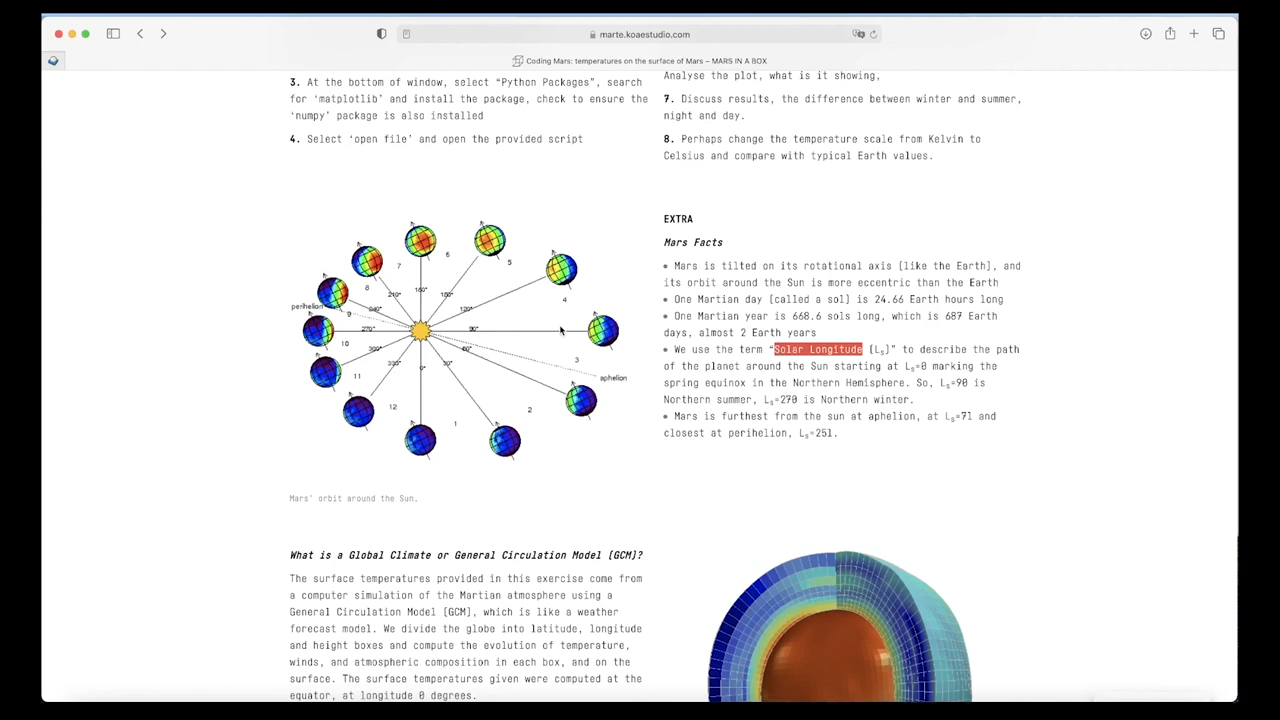 marte.koaestudio.com
Coding Mars: temperatures on the surface of Mars – MARS IN A BOX
3. At the bottom of window, select “Python Packages”, search
for ‘matplotlib’ and install the package, check to ensure the
‘numpy’ package is also installed
4. Select ‘open file’ and open the provided script
Analyse the plot, what is it showing,
7. Discuss results, the difference between winter and summer,
night and day.
8. Perhaps change the temperature scale from Kelvin to
Celsius and compare with typical Earth values.
6
7
5
8
4
210°
180°
150°
240°
120°
perihelion
9
270°
90°
10
300°
60°
3
330°
0°
30°
aphelion
11
12
2
1
Mars’ orbit around the Sun.
EXTRA
Mars Facts
• Mars is tilted on its rotational axis [like the Earth], and
its orbit around the Sun is more eccentric than the Earth
• One Martian day [called a sol] is 24.66 Earth hours long
• One Martian year is 668.6 sols long, which is 687 Earth
days, almost 2 Earth years
• We use the term “Solar Longitude [Ls]” to describe the path
of the planet around the Sun starting at Ls=0 marking the
spring equinox in the Northern Hemisphere. So, Ls=90 is
Northern summer, Ls=270 is Northern winter.
• Mars is furthest from the sun at aphelion, at Ls=71 and
closest at perihelion, Ls=251.
What is a Global Climate or General Circulation Model [GCM]?
The surface temperatures provided in this exercise come from
a computer simulation of the Martian atmosphere using a
General Circulation Model [GCM], which is like a weather
forecast model. We divide the globe into latitude, longitude
and height boxes and compute the evolution of temperature,
winds, and atmospheric composition in each box, and on the
surface. The surface temperatures given were computed at the
equator, at longitude 0 degrees.